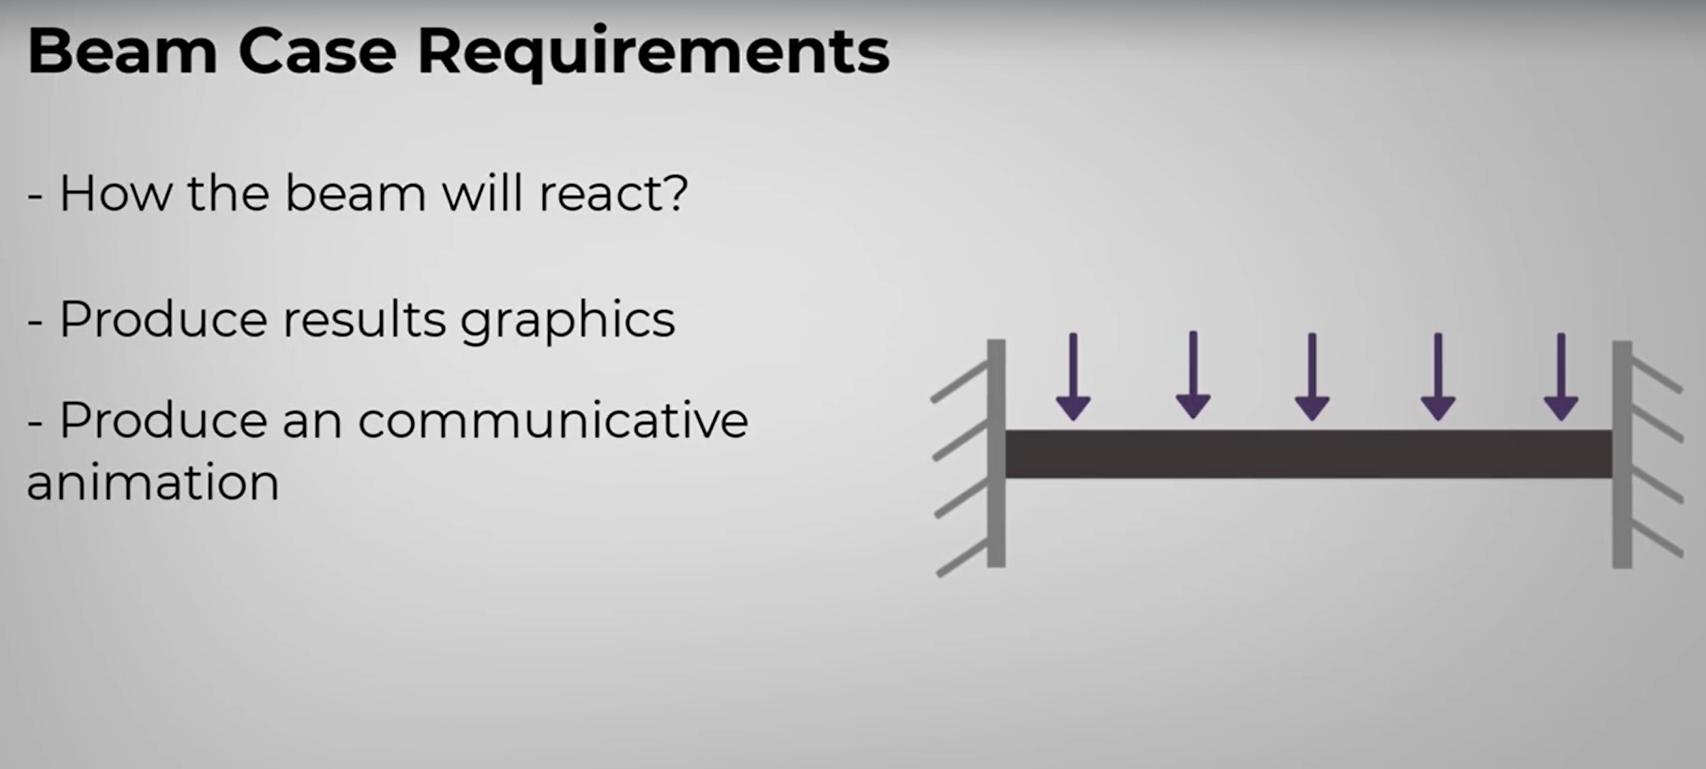 Beam Case Requirements
- How the beam will react?
- Produce results graphics
- Produce an communicative
animation